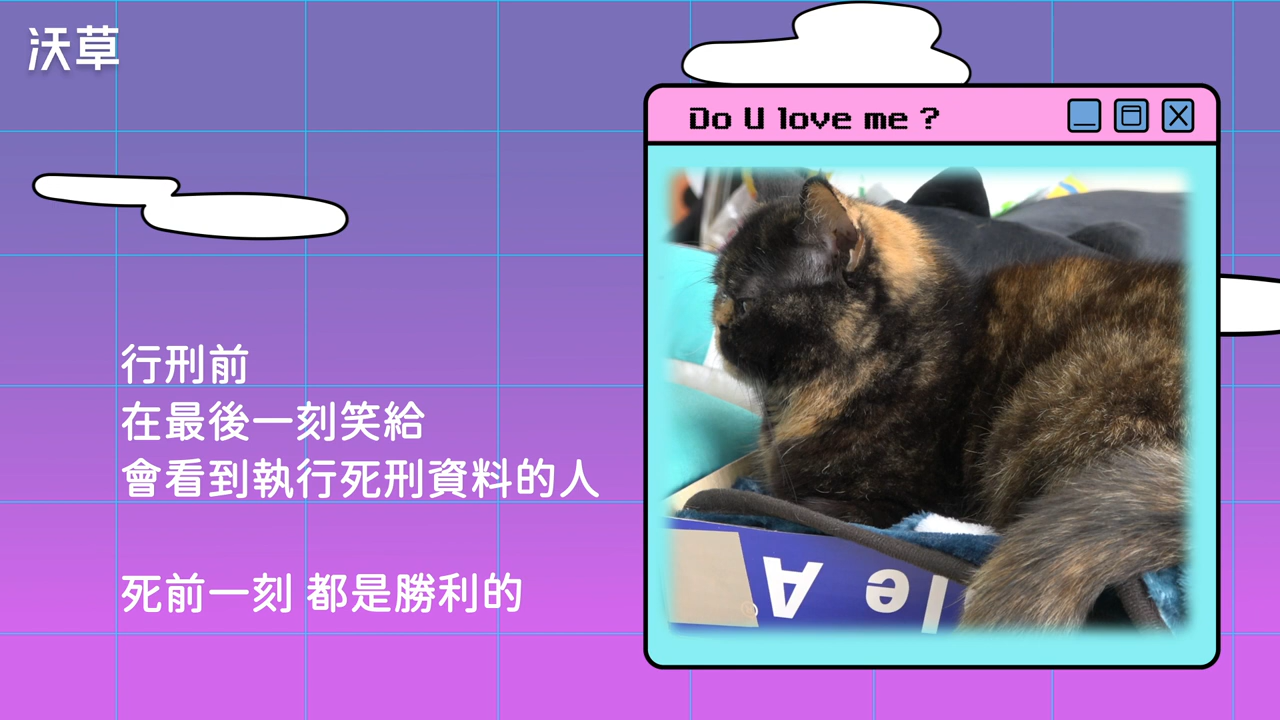 沃草
Do U love me ?
行刑前
在最後一刻笑給
會看到執行死刑資料的人
死前一刻 都是勝利的
le A